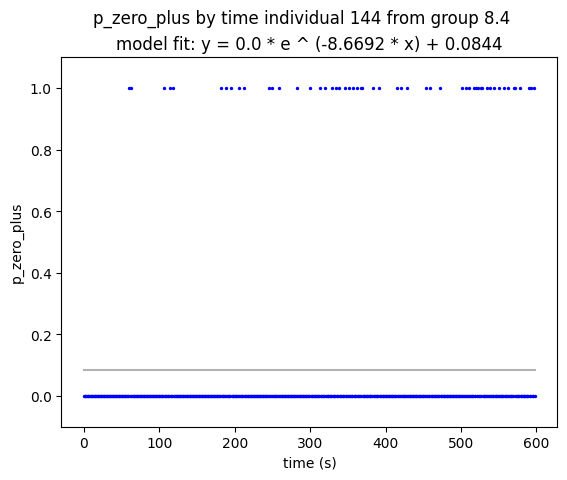 p_zero_plus by time individual 144 from group 8.4
model fit: y = 0.0 * e ^ (-8.6692 * x) + 0.0844
1.0
0.8
0.6
0.4
0.2
0.0
p_zero_plus
0 100 200 300 400 500 600
time (s)